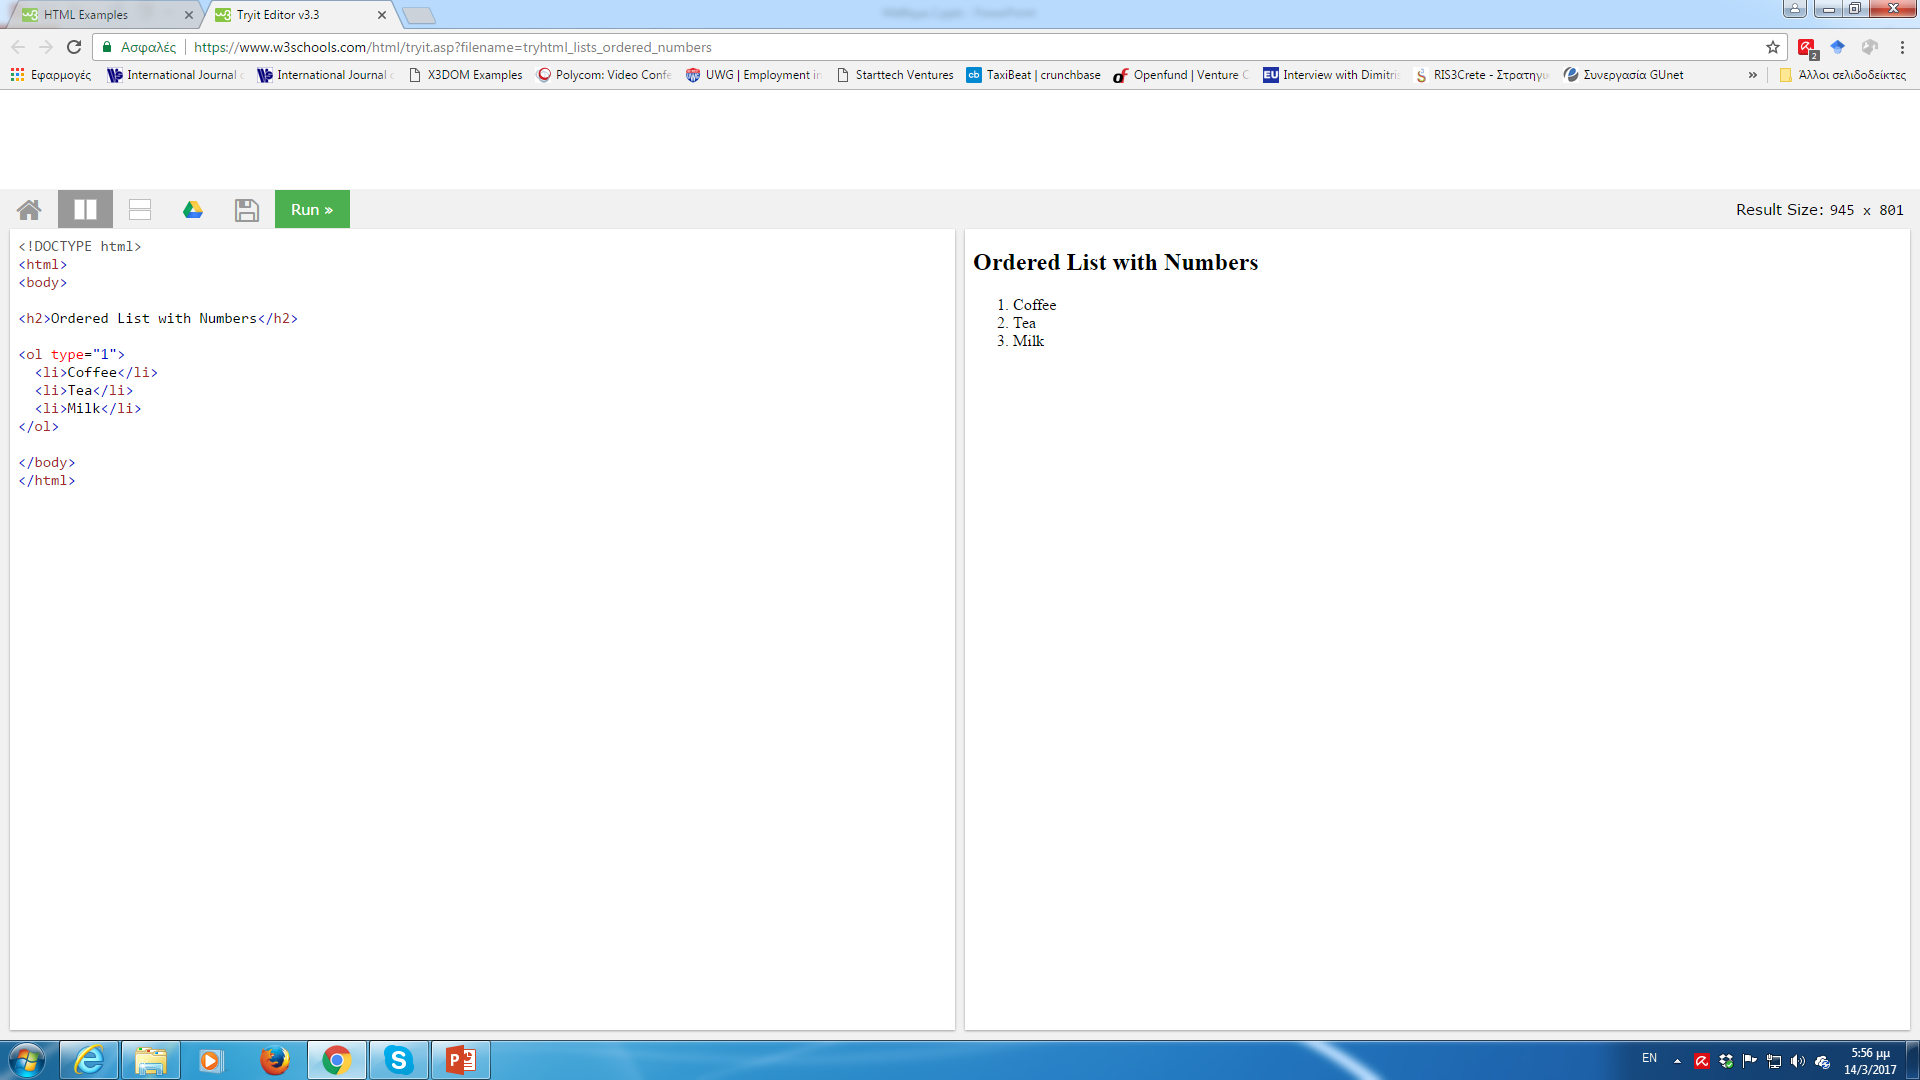 HTML Examples
Tryit Editor v3.3
Ασφαλές
https://www.w3schools.com/html/tryit.asp?filename=tryhtml_lists_ordered_numbers
2
Εφαρμογές
International Journal
International Journal
X3DOM Examples
Polycom: Video Confe
UWG | Employment in
Starttech Ventures
TaxiBeat | crunchbase
Openfund | Venture C
Interview with Dimitri
RIS3Crete - Στρατηγι
Συνεργασία GUnet
»
Άλλοι σελιδοδείκτες
Run »
Result Size: 945 x 801
<!DOCTYPE html>
<html>
<body>
<h2>Ordered List with Numbers</h2>
<ol type="1">
<li>Coffee</li>
<li>Tea</li>
<li>Milk</li>
</ol>
</body>
</html>
Ordered List with Numbers
1. Coffee
2. Tea
3. Milk
EN
5:56 μμ
14/3/2017